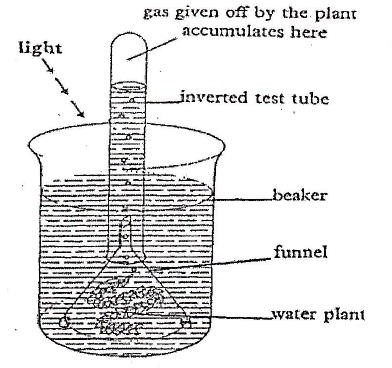 gas given off by the plant
accumulates here
light
inverted test tube
beaker
funnel
water plant